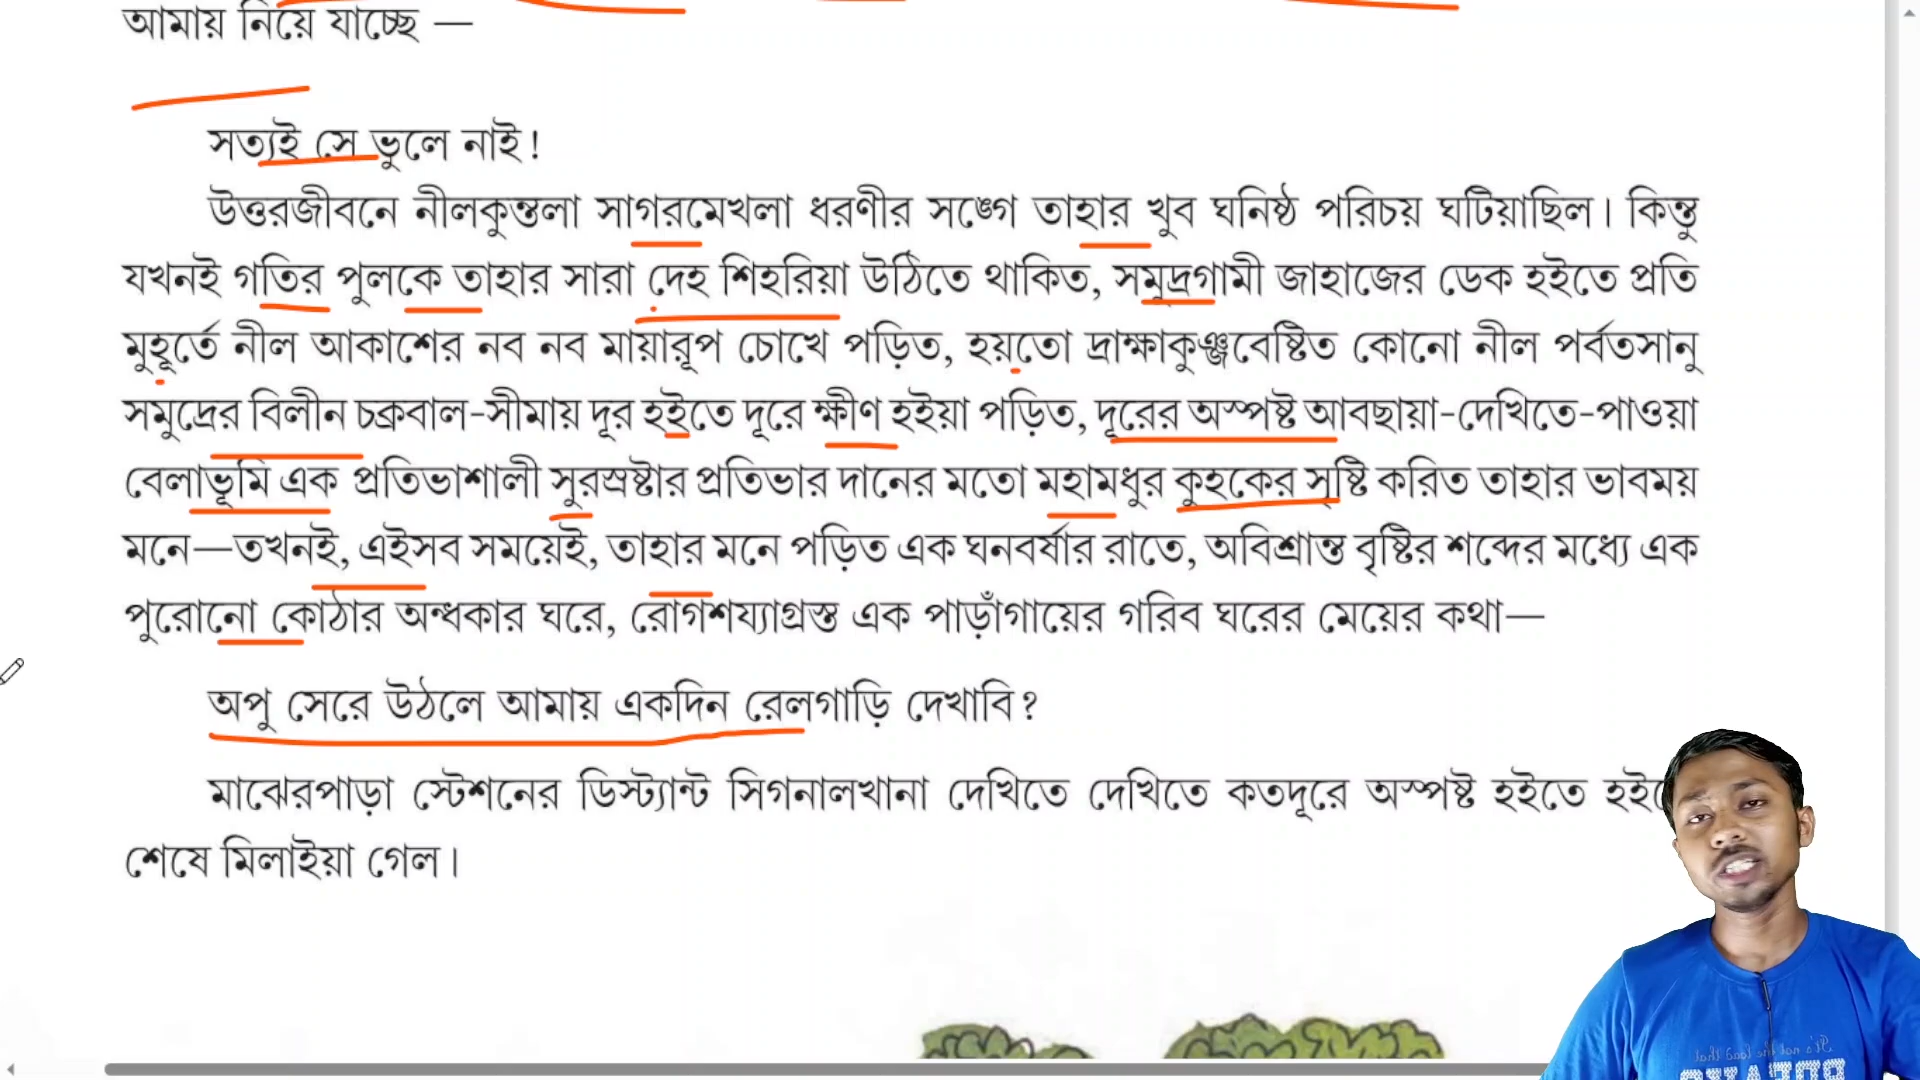 আমায় নিয়ে যাচ্ছে —
সত্যই সে ভুলে নাই!
উত্তরজীবনে নীলকুন্তলা সাগরমেখলা ধরণীর সঙ্গে তাহার খুব ঘনিষ্ঠ পরিচয় ঘটিয়াছিল। কিন্তু
যখনই গতির পুলকে তাহার সারা দেহ শিহরিয়া উঠিতে থাকিত, সমুদ্রগামী জাহাজের ডেক হইতে প্রতি
মুহূর্তে নীল আকাশের নব নব মায়ারূপ চোখে পড়িত, হয়তো দ্রাক্ষাকুঞ্জবেষ্টিত কোনো নীল পর্বতসানু
সমুদ্রের বিলীন চক্রবাল-সীমায় দূর হইতে দূরে ক্ষীণ হইয়া পড়িত, দূরের অস্পষ্ট আবছায়া-দেখিতে-পাওয়া
বেলাভূমি এক প্রতিভাশালী সুরস্রষ্টার প্রতিভার দানের মতো মহামধুর কুহকের সৃষ্টি করিত তাহার ভাবময়
মনে—তখনই, এইসব সময়েই, তাহার মনে পড়িত এক ঘনবর্ষার রাতে, অবিশ্রান্ত বৃষ্টির শব্দের মধ্যে এক
পুরোনো কোঠার অন্ধকার ঘরে, রোগশয্যাগ্রস্ত এক পাড়াঁগায়ের গরিব ঘরের মেয়ের কথা—
অপু সেরে উঠলে আমায় একদিন রেলগাড়ি দেখাবি?
মাঝেরপাড়া স্টেশনের ডিস্ট্যান্ট সিগনালখানা দেখিতে দেখিতে কতদূরে অস্পষ্ট হইতে
শেষে মিলাইয়া গেল।